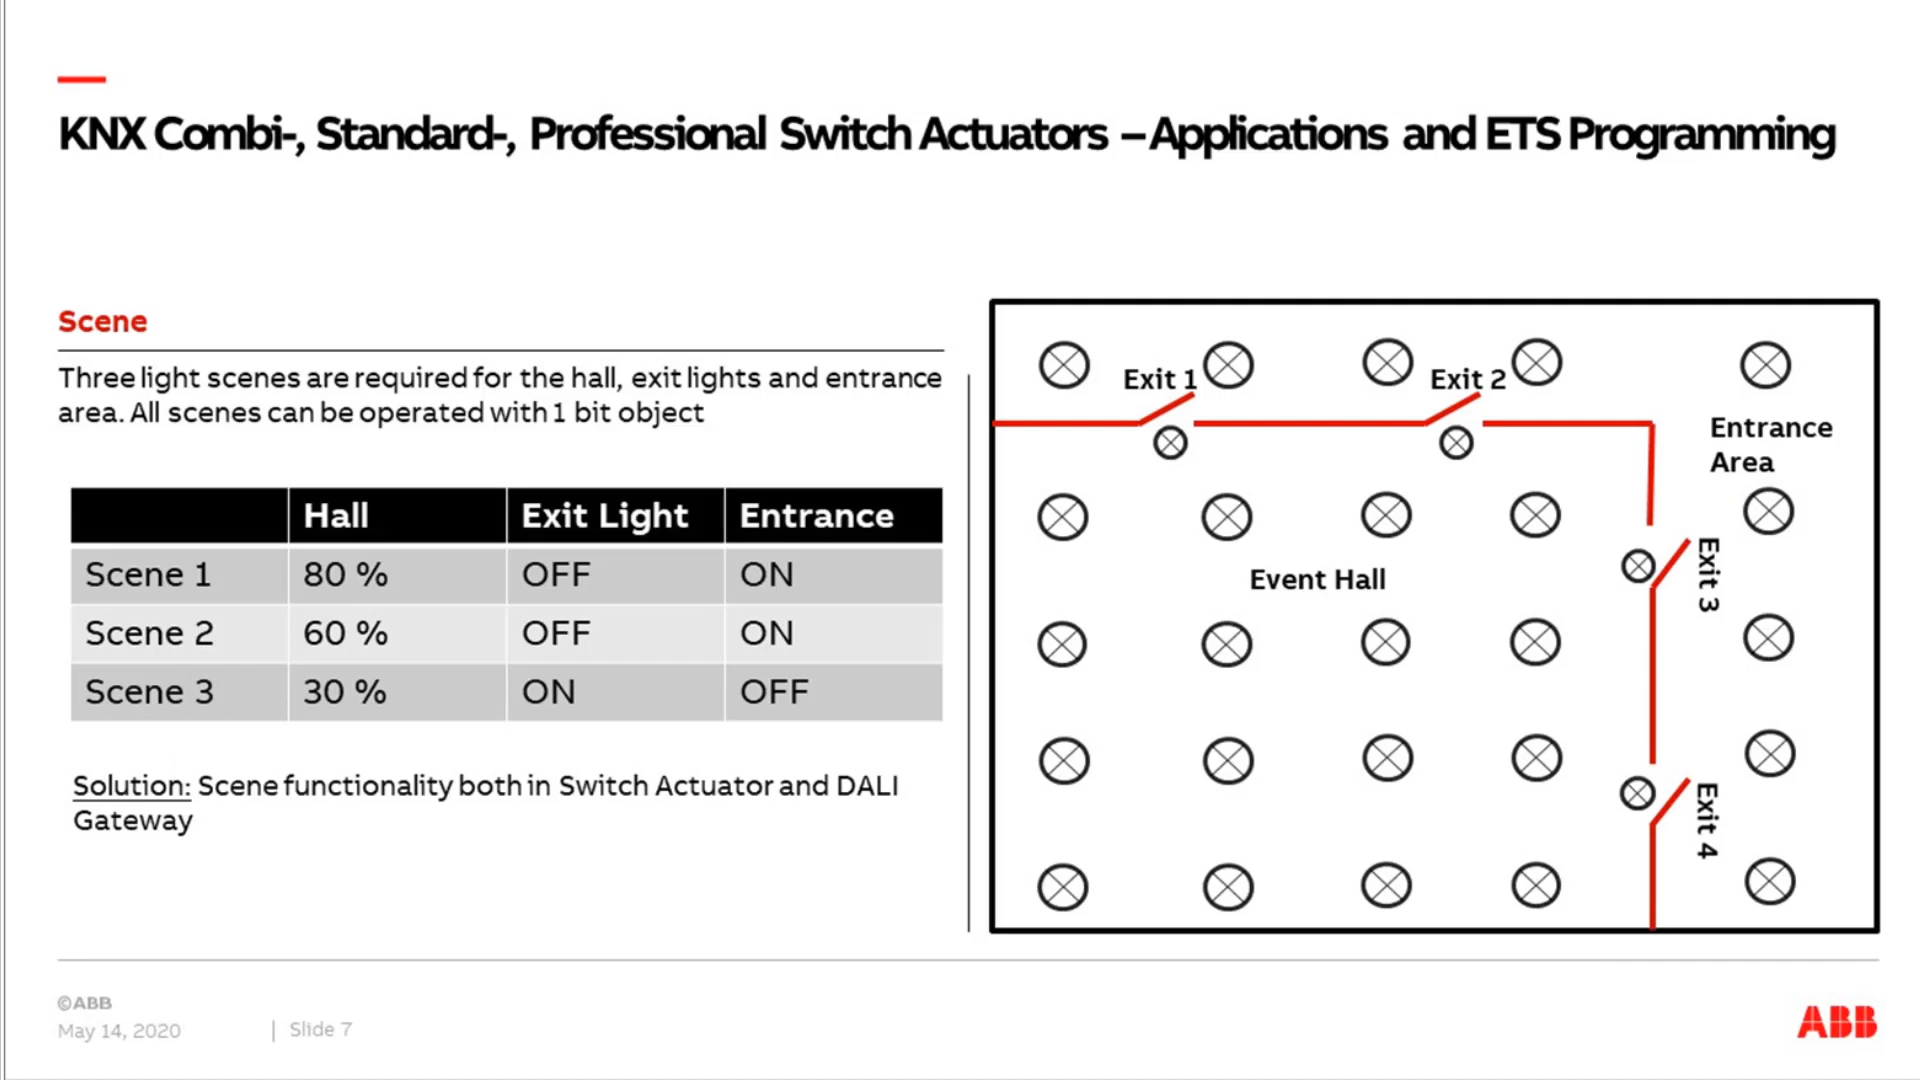 KNX Combi-, Standard-, Professional Switch Actuators – Applications and ETS Programming
Scene
Three light scenes are required for the hall, exit lights and entrance
area. All scenes can be operated with 1 bit object
Hall Exit Light Entrance
Scene 1 80 % OFF ON
Scene 2 60 % OFF ON
Scene 3 30 % ON OFF
Solution: Scene functionality both in Switch Actuator and DALI
Gateway
Exit 1
Exit 2
Entrance
Area
Event Hall
Exit 3
Exit 4
©ABB
May 14, 2020 | Slide 7
ABB